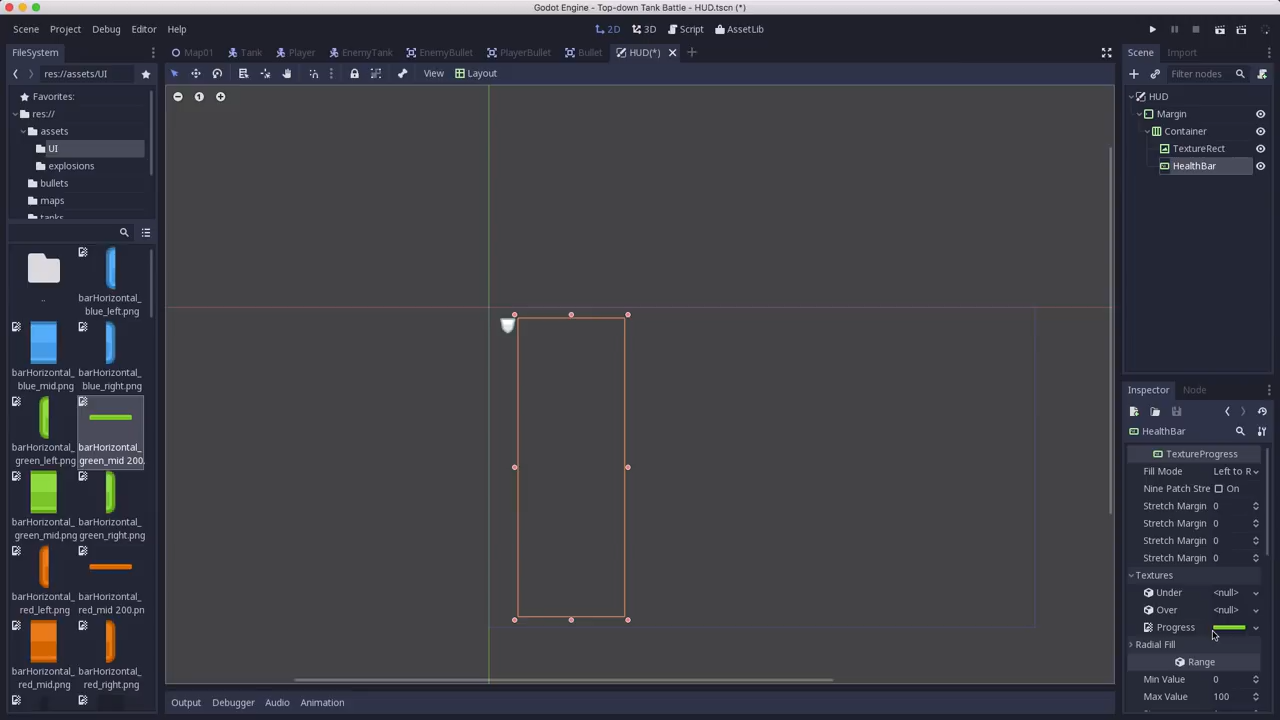 Godot Engine - Top-down Tank Battle - HUD.tscn (*)
Scene Project Debug Editor Help
2D 3D Script AssetLib
FileSystem
Map01 Tank Player EnemyTank EnemyBullet PlayerBullet Bullet HUD(*)
Scene Import
res://assets/UI
View Layout
Filter nodes
Favorites:
res://
assets
UI
explosions
bullets
maps
tanks
..
barHorizontal_
blue_left.png
barHorizontal_
blue_mid.png
barHorizontal_
blue_right.png
barHorizontal_
green_left.png
barHorizontal_
green_mid 200.
barHorizontal_
green_mid.png
barHorizontal_
green_right.png
barHorizontal_
red_left.png
barHorizontal_
red_mid 200.pn
barHorizontal_
red_mid.png
barHorizontal_
red_right.png
HUD
Margin
Container
TextureRect
HealthBar
Inspector Node
HealthBar
TextureProgress
Fill Mode Left to R
Nine Patch Stre On
Stretch Margin 0
Stretch Margin 0
Stretch Margin 0
Stretch Margin 0
Textures
Under <null>
Over <null>
Progress
Radial Fill
Range
Min Value 0
Max Value 100
Output Debugger Audio Animation